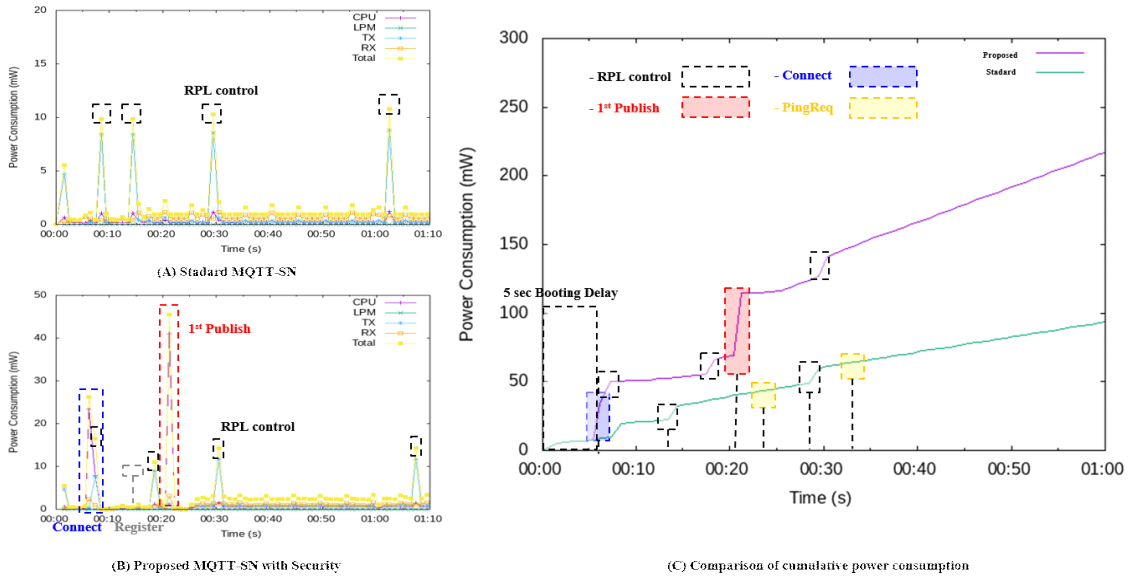 20
15
10
5
0
Power Consumption (mW)
CPU
LPM
TX
RX
Total
RPL control
00:00 00:10 00:20 00:30 00:40 00:50 01:00 01:10
Time (s)
(A) Stadard MQTT-SN
50
40
30
20
10
0
Power Consumption (mW)
CPU
LPM
TX
RX
Total
1st Publish
RPL control
00:00 00:10 00:20 00:30 00:40 00:50 01:00 01:10
Connect Register
Time (s)
(B) Proposed MQTT-SN with Security
300
250
200
150
100
50
0
Power Consumption (mW)
Proposed
Stadard
- RPL control - Connect
- 1st Publish - PingReq
5 sec Booting Delay
00:00 00:10 00:20 00:30 00:40 00:50 01:00
Time (s)
(C) Comparison of cumulative power consumption